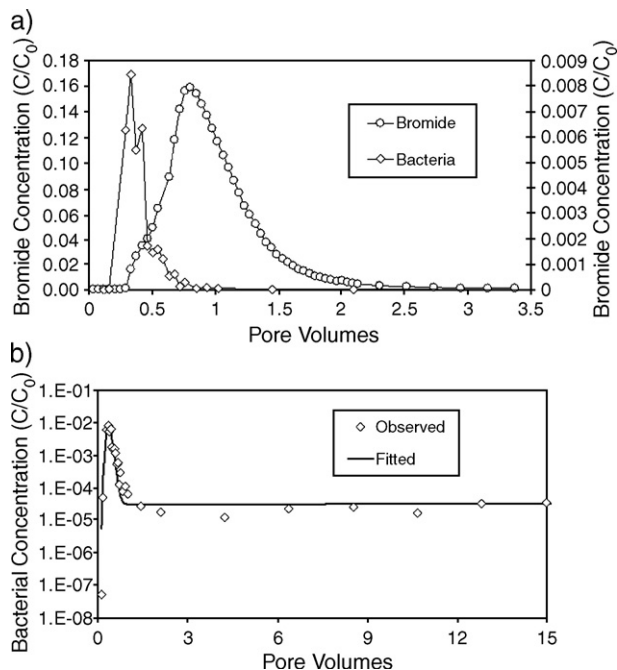 a)
Bromide Concentration (C/C0)
0.18
0.16
0.14
0.12
0.10
0.08
0.06
0.04
0.02
0.00
0.009
0.008
0.007
0.006
0.005
0.004
0.003
0.002
0.001
0
Bromide Concentration (C/C0)
Bromide
Bacteria
0 0.5 1 1.5 2 2.5 3 3.5
Pore Volumes
b)
Bacterial Concentration (C/C0)
1.E-01
1.E-02
1.E-03
1.E-04
1.E-05
1.E-06
1.E-07
1.E-08
Observed
Fitted
0 3 6 9 12 15
Pore Volumes